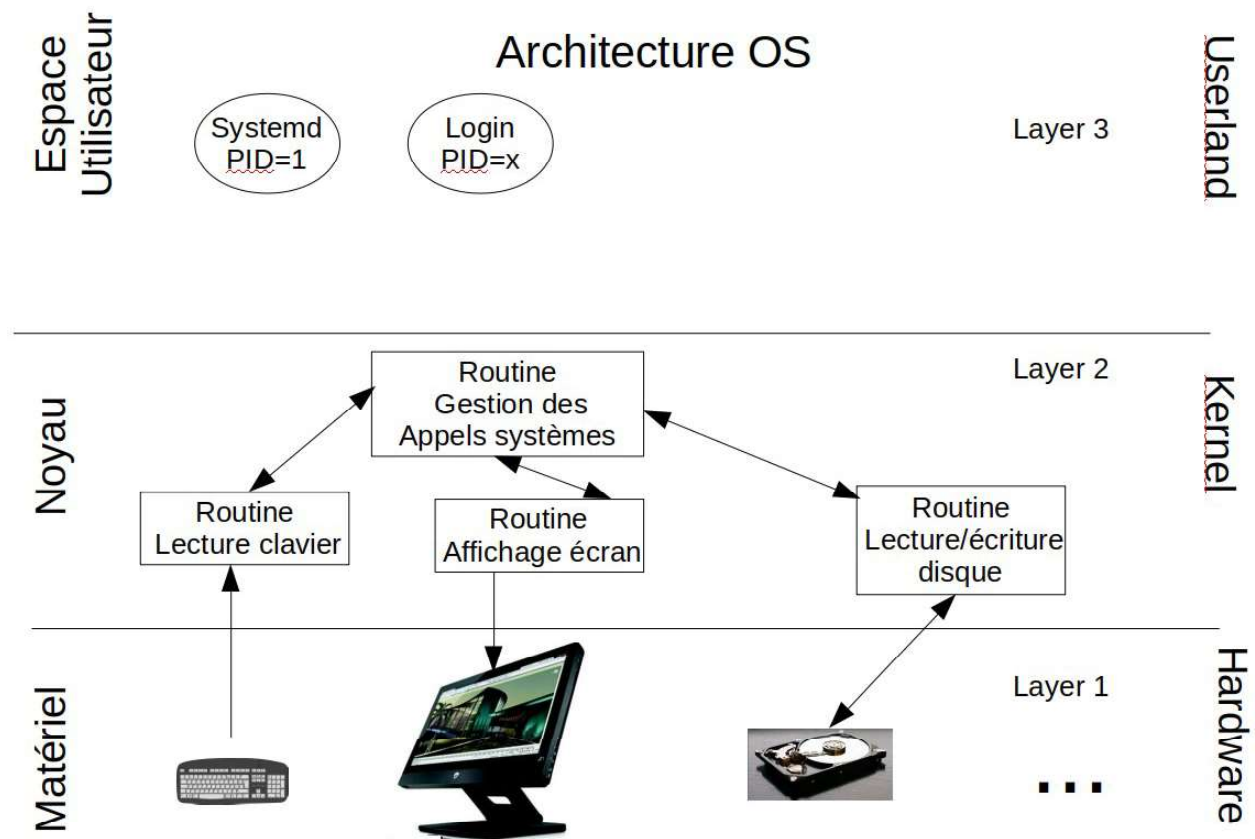 Architecture OS
Espace
Utilisateur
Userland
Systemd
PID=1
Login
PID=x
Layer 3
Noyau
Kernel
Layer 2
Routine
Gestion des
Appels systèmes
Routine
Lecture clavier
Routine
Affichage écran
Routine
Lecture/écriture
disque
Matériel
Hardware
Layer 1
...